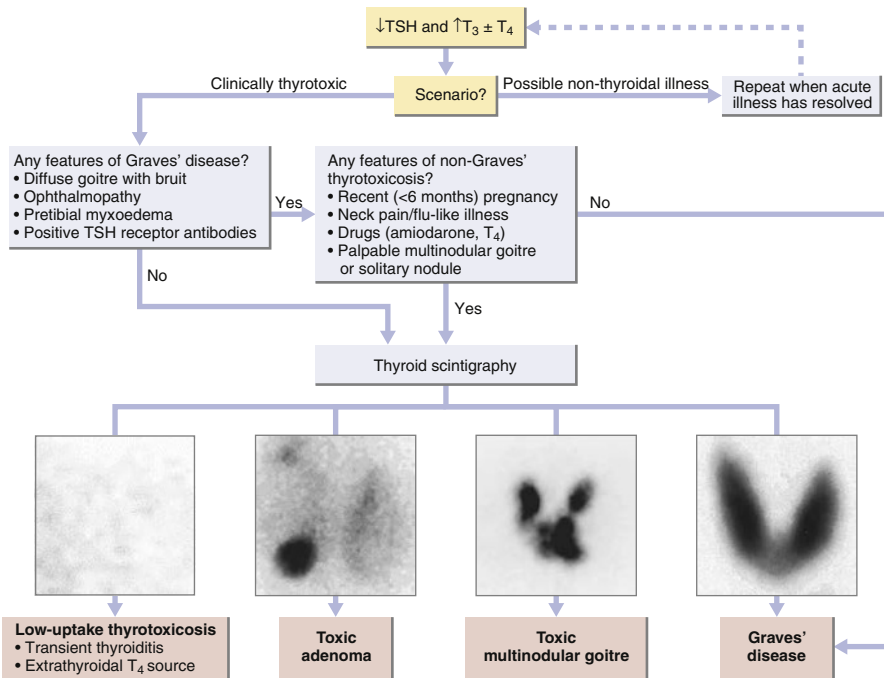 ↓TSH and ↑T₃ ± T₄
Clinically thyrotoxic
Scenario?
Possible non-thyroidal illness
Repeat when acute
illness has resolved
Any features of Graves' disease?
• Diffuse goitre with bruit
• Ophthalmopathy
• Pretibial myxoedema
• Positive TSH receptor antibodies
Yes
Any features of non-Graves'
thyrotoxicosis?
• Recent (<6 months) pregnancy
• Neck pain/flu-like illness
• Drugs (amiodarone, T₄)
• Palpable multinodular goitre
or solitary nodule
No
No
Yes
Thyroid scintigraphy
Low-uptake thyrotoxicosis
• Transient thyroiditis
• Extrathyroidal T₄ source
Toxic
adenoma
Toxic
multinodular goitre
Graves'
disease